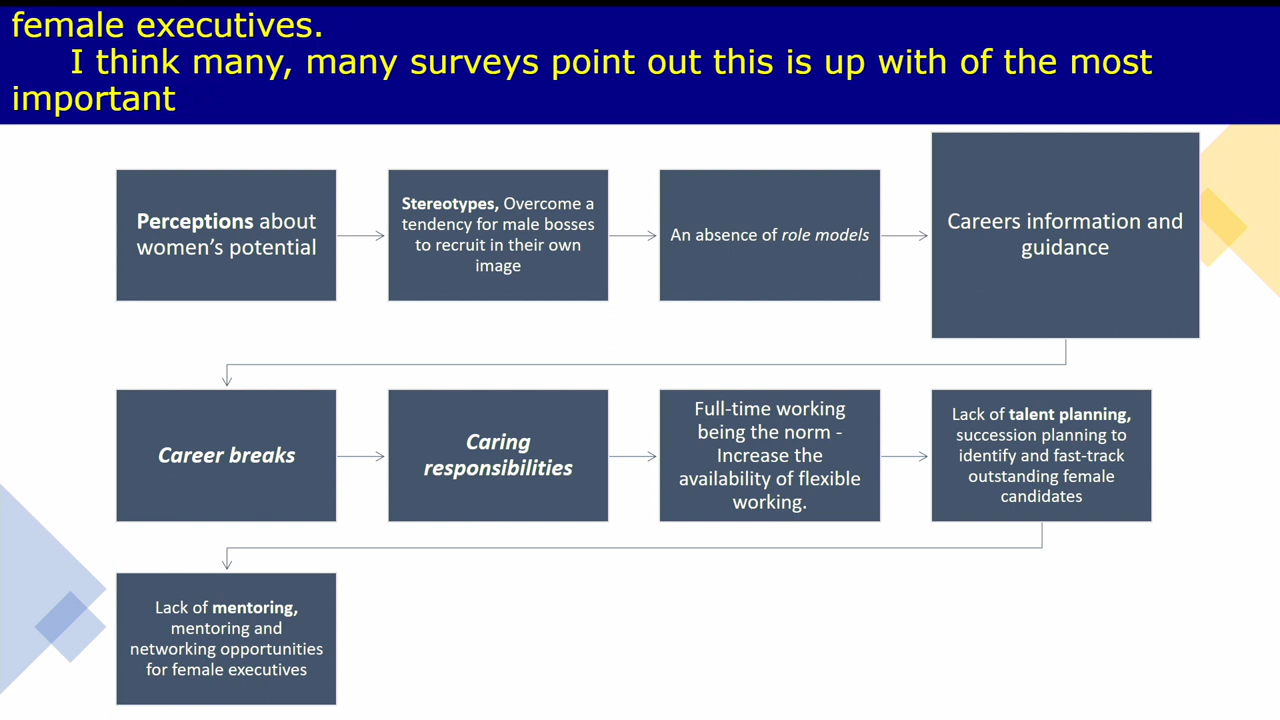 female executives.
I think many, many surveys point out this is up with of the most
important
Perceptions about
women's potential
Stereotypes, Overcome a
tendency for male bosses
to recruit in their own
image
An absence of role models
Careers information and
guidance
Career breaks
Caring
responsibilities
Full-time working
being the norm -
Increase the
availability of flexible
working.
Lack of talent planning,
succession planning to
identify and fast-track
outstanding female
candidates
Lack of mentoring,
mentoring and
networking opportunities
for female executives